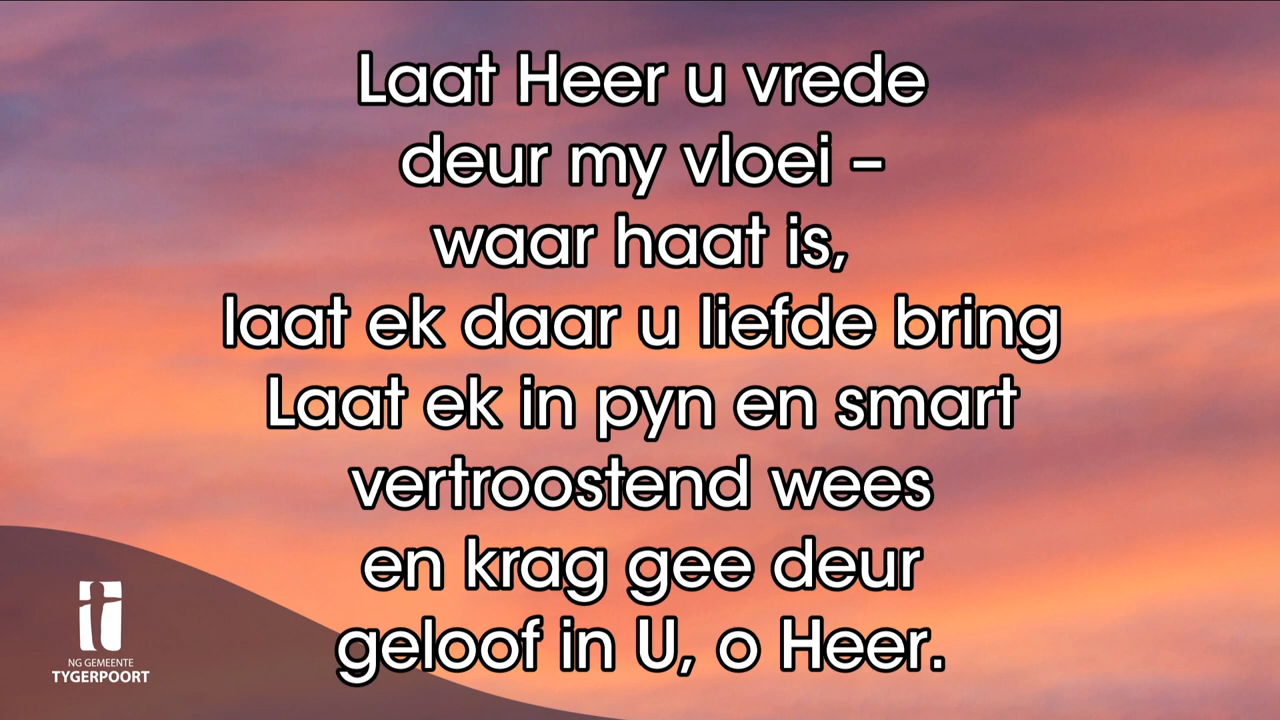 Laat Heer u vrede
deur my vloei –
waar haat is,
laat ek daar u liefde bring
Laat ek in pyn en smart
vertroostend wees
en krag gee deur
geloof in U, o Heer.
NG GEMEENTE
TYGERPOORT